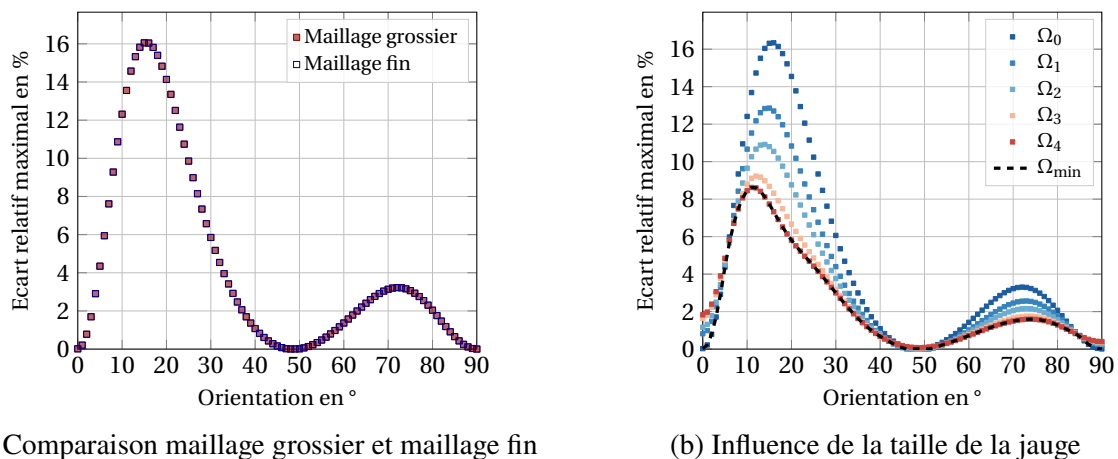 16
14
12
10
8
6
4
2
0
0 10 20 30 40 50 60 70 80 90
Ecart relatif maximal en %
Orientation en °
Maillage grossier
Maillage fin
Comparaison maillage grossier et maillage fin
16
14
12
10
8
6
4
2
0
0 10 20 30 40 50 60 70 80 90
Ecart relatif maximal en %
Orientation en °
Ω0
Ω1
Ω2
Ω3
Ω4
Ωmin
(b) Influence de la taille de la jauge